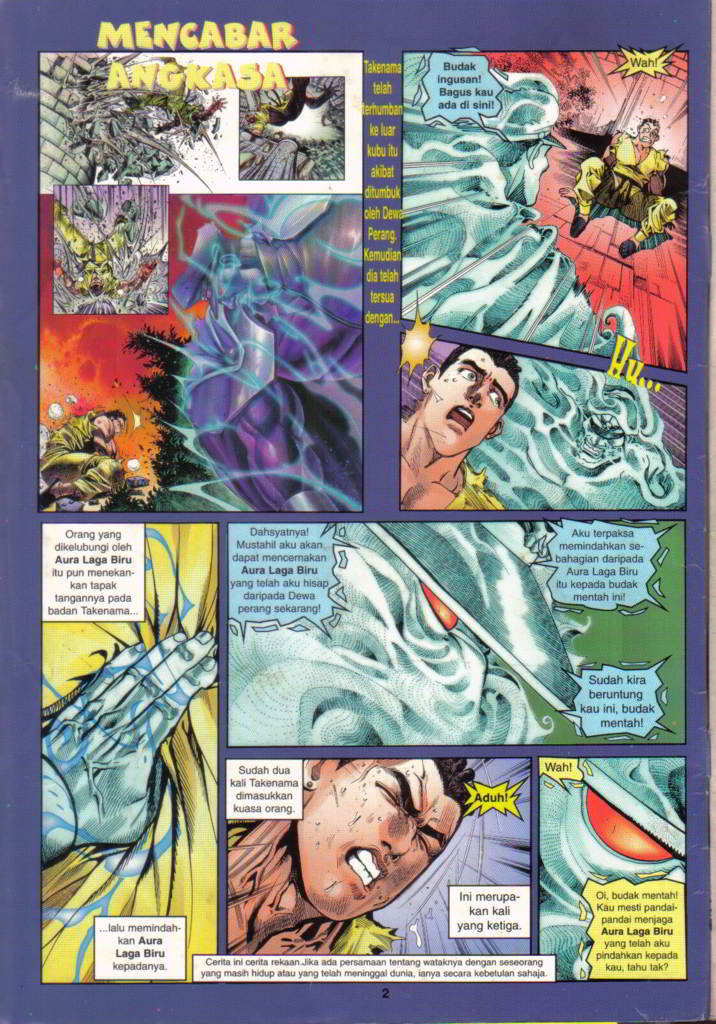 MENCABAR
ANGKASA
Takenama
telah
terhumban
ke luar
kubu itu
akibat
ditumbuk
oleh Dewa
Perang.
Kemudian
dia telah
tersua
dengan...
Budak
ingusan!
Bagus kau
ada di sini!
Wah!
Hu...
Orang yang
dikelubungi oleh
Aura Laga Biru
itu pun menekan-
kan tapak
tangannya pada
badan Takenama...
...lalu memindah-
kan Aura
Laga Biru
kepadanya.
Dahsyatnya!
Mustahil aku akan
dapat mencernakan
Aura Laga Biru
yang telah aku hisap
daripada Dewa
perang sekarang!
Aku terpaksa
memindahkan se-
bahagian daripada
Aura Laga Biru
itu kepada budak
mentah ini!
Sudah kira
beruntung
kau ini, budak
mentah!
Sudah dua
kali Takenama
dimasukkan
kuasa orang.
Aduh!
Ini merupa-
kan kali
yang ketiga.
Wah!
Oi, budak mentah!
Kau mesti pandai-
pandai menjaga
Aura Laga Biru
yang telah aku
pindahkan kepada
kau, tahu tak?
Cerita ini cerita rekaan.Jika ada persamaan tentang wataknya dengan seseorang
yang masih hidup atau yang telah meninggal dunia, ianya secara kebetulan sahaja.
2